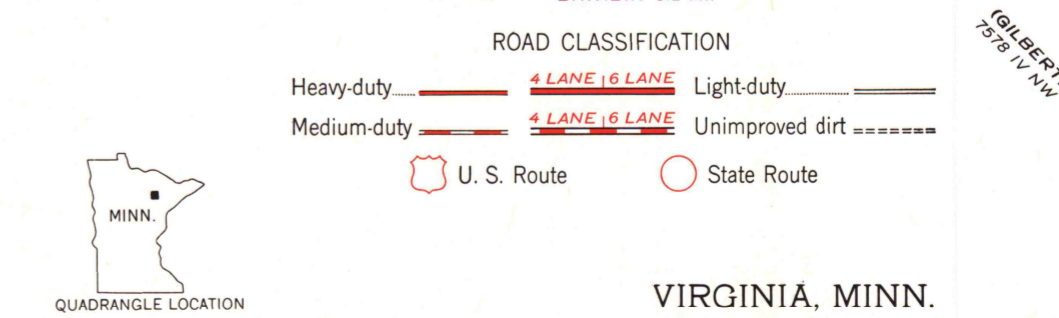 ROAD CLASSIFICATION
Heavy-duty 4 LANE 6 LANE Light-duty
Medium-duty 4 LANE 6 LANE Unimproved dirt
U. S. Route State Route
MINN.
QUADRANGLE LOCATION
VIRGINIA, MINN.
(GILBERT
7578 IV NW